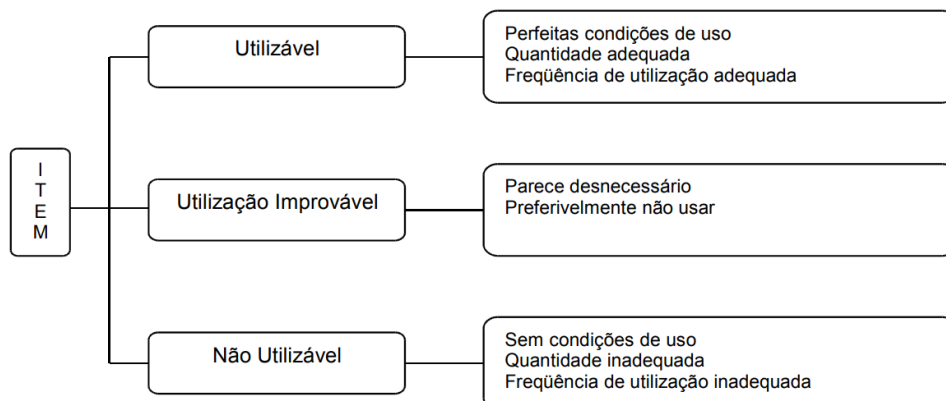 Utilizável
Perfeitas condições de uso
Quantidade adequada
Freqüência de utilização adequada
I
T
E
M
Utilização Improvável
Parece desnecessário
Preferivelmente não usar
Não Utilizável
Sem condições de uso
Quantidade inadequada
Freqüência de utilização inadequada